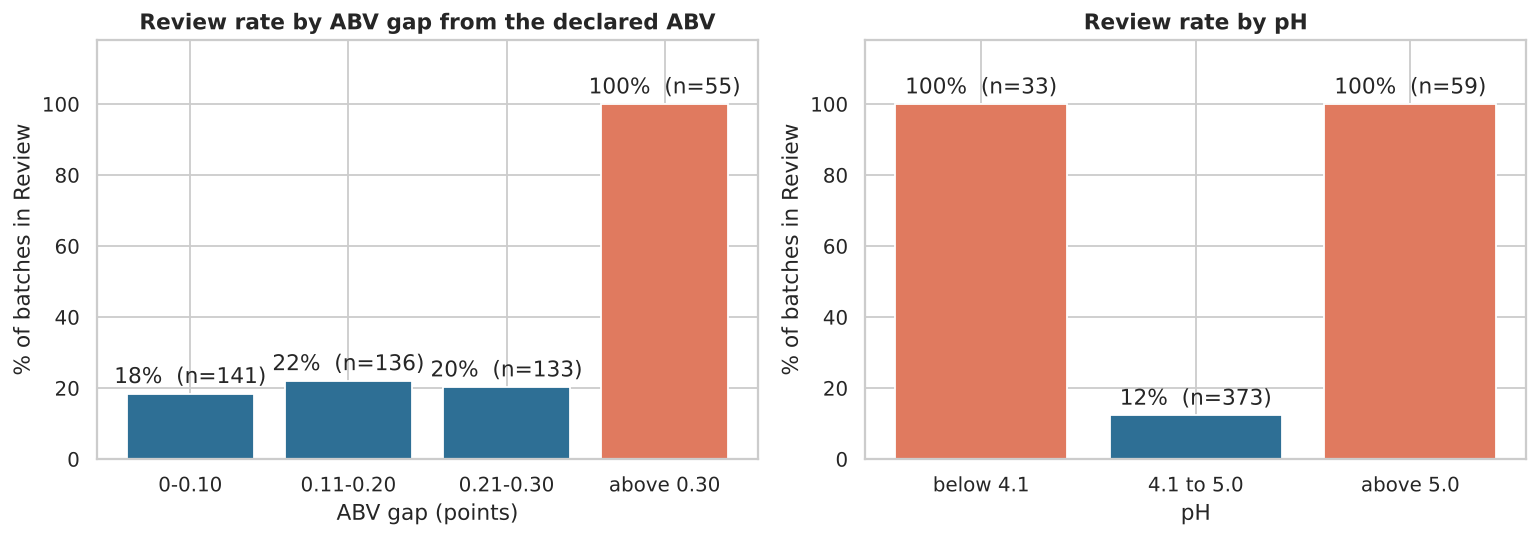 Review rate by ABV gap from the declared ABV
% of batches in Review
100
80
60
40
20
0
18% (n=141)
22% (n=136)
20% (n=133)
100% (n=55)
0-0.10
0.11-0.20
0.21-0.30
above 0.30
ABV gap (points)
Review rate by pH
% of batches in Review
100
80
60
40
20
0
100% (n=33)
12% (n=373)
100% (n=59)
below 4.1
4.1 to 5.0
above 5.0
pH